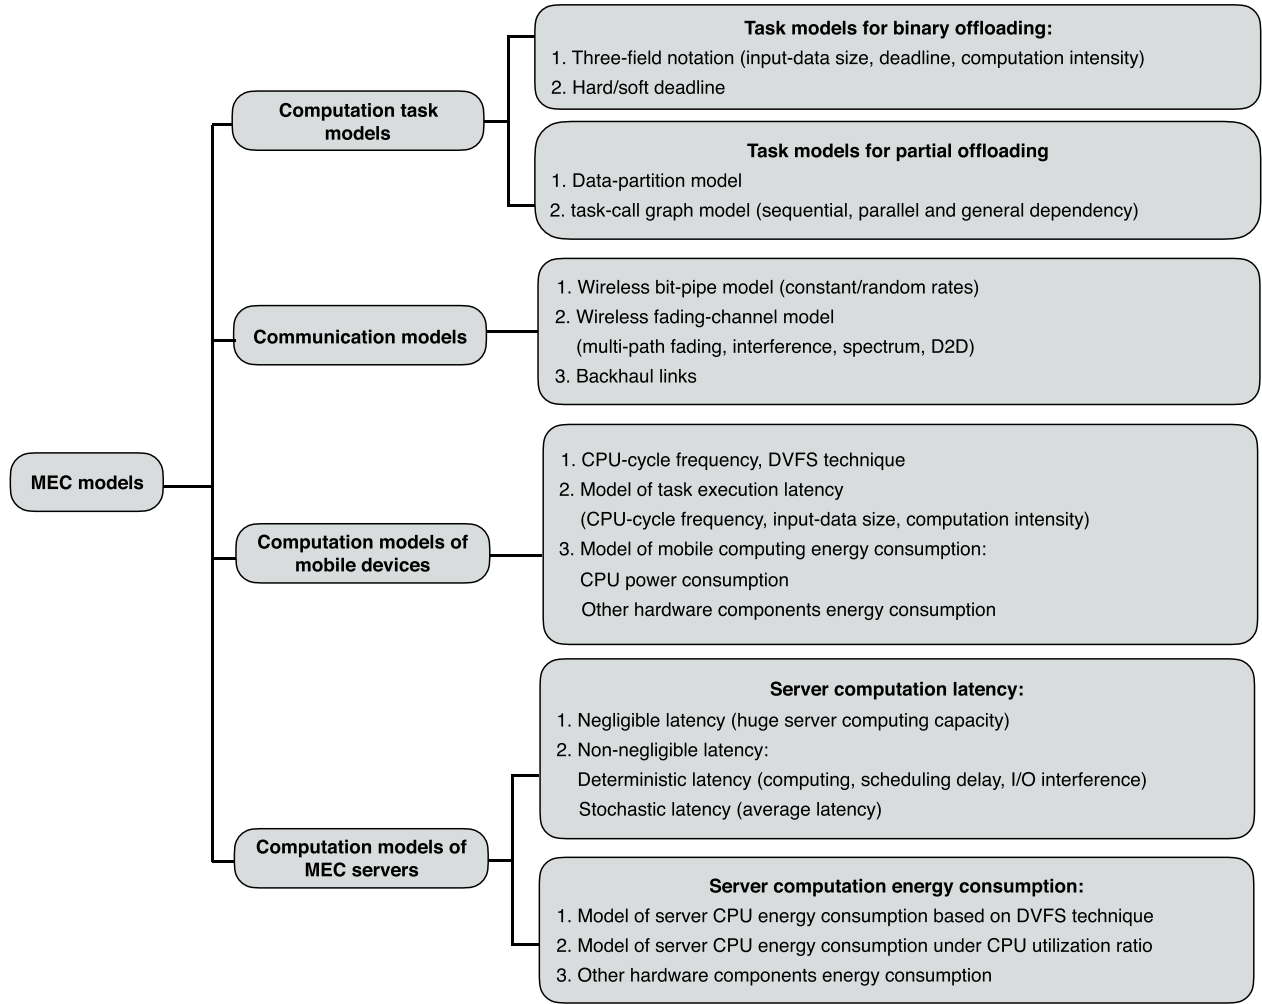 MEC models
Computation task
models
Task models for binary offloading:
1. Three-field notation (input-data size, deadline, computation intensity)
2. Hard/soft deadline
Task models for partial offloading
1. Data-partition model
2. task-call graph model (sequential, parallel and general dependency)
Communication models
1. Wireless bit-pipe model (constant/random rates)
2. Wireless fading-channel model
(multi-path fading, interference, spectrum, D2D)
3. Backhaul links
Computation models of
mobile devices
1. CPU-cycle frequency, DVFS technique
2. Model of task execution latency
(CPU-cycle frequency, input-data size, computation intensity)
3. Model of mobile computing energy consumption:
CPU power consumption
Other hardware components energy consumption
Computation models of
MEC servers
Server computation latency:
1. Negligible latency (huge server computing capacity)
2. Non-negligible latency:
Deterministic latency (computing, scheduling delay, I/O interference)
Stochastic latency (average latency)
Server computation energy consumption:
1. Model of server CPU energy consumption based on DVFS technique
2. Model of server CPU energy consumption under CPU utilization ratio
3. Other hardware components energy consumption